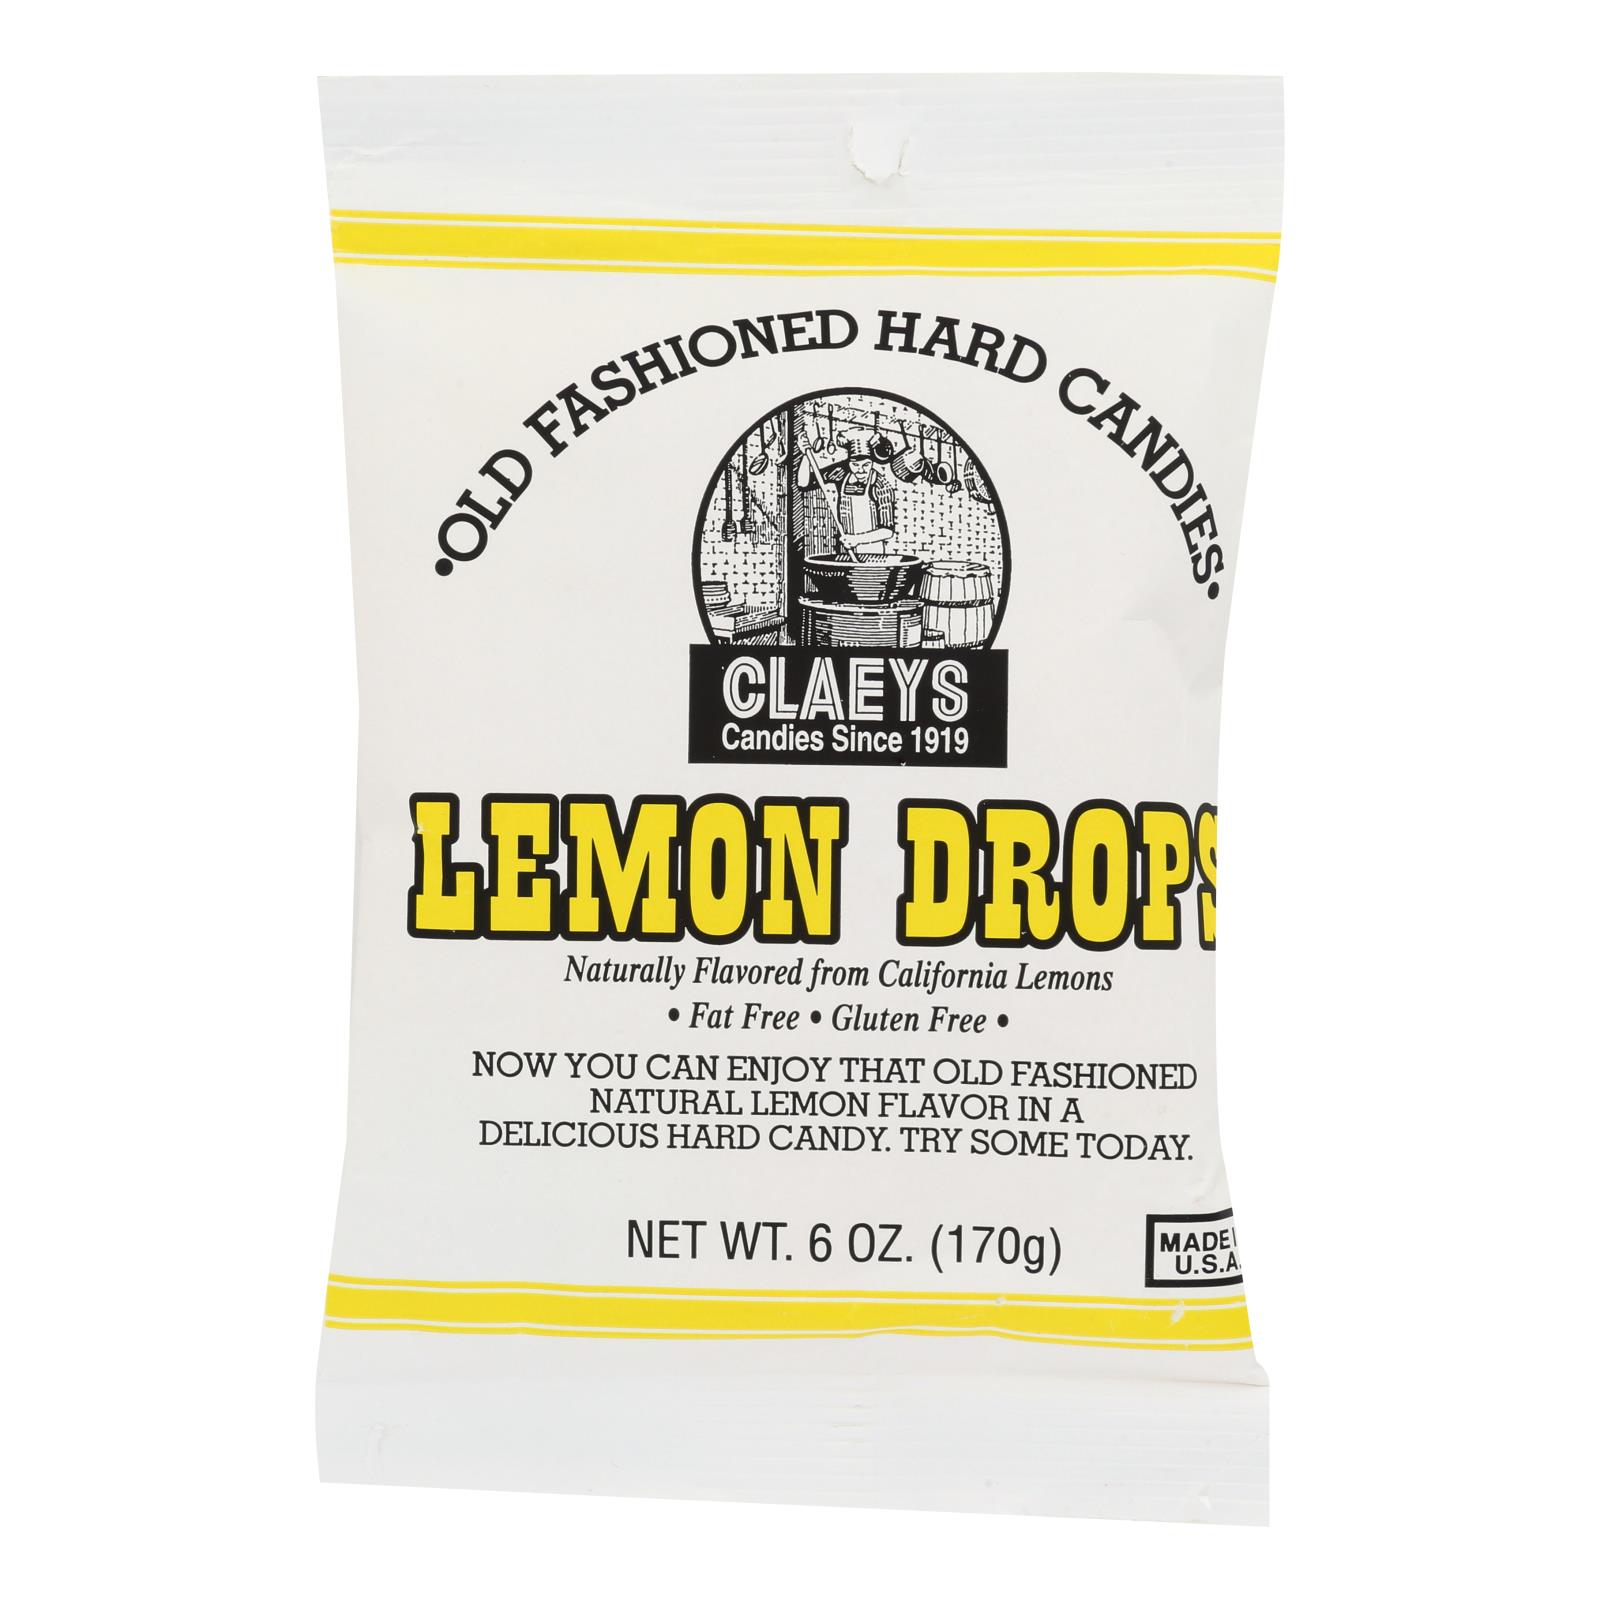 •OLD FASHIONED HARD CANDIES•
CLAEYS
Candies Since 1919
LEMON DROPS
Naturally Flavored from California Lemons
• Fat Free • Gluten Free •
NOW YOU CAN ENJOY THAT OLD FASHIONED
NATURAL LEMON FLAVOR IN A
DELICIOUS HARD CANDY. TRY SOME TODAY.
NET WT. 6 OZ. (170g)
MADE
U.S.A.